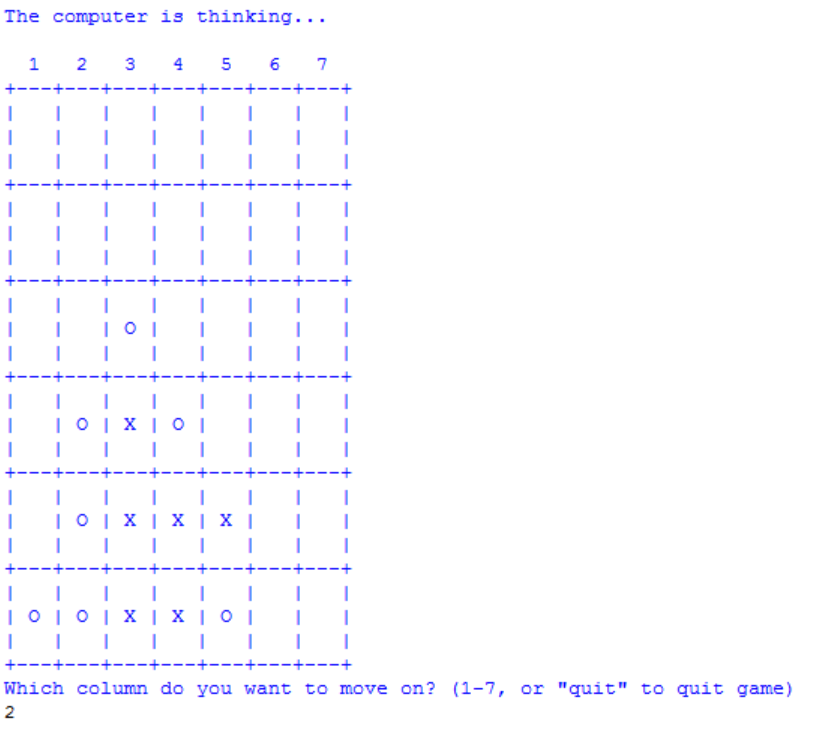 The computer is thinking...
  1   2   3   4   5   6   7
+---+---+---+---+---+---+---+
|   |   |   |   |   |   |   |
|   |   |   |   |   |   |   |
|   |   |   |   |   |   |   |
+---+---+---+---+---+---+---+
|   |   |   |   |   |   |   |
|   |   |   |   |   |   |   |
|   |   |   |   |   |   |   |
+---+---+---+---+---+---+---+
|   |   |   |   |   |   |   |
|   |   | O |   |   |   |   |
|   |   |   |   |   |   |   |
+---+---+---+---+---+---+---+
|   |   |   |   |   |   |   |
|   | O | X | O |   |   |   |
|   |   |   |   |   |   |   |
+---+---+---+---+---+---+---+
|   |   |   |   |   |   |   |
|   | O | X | X | X |   |   |
|   |   |   |   |   |   |   |
+---+---+---+---+---+---+---+
|   |   |   |   |   |   |   |
| O | O | X | X | O |   |   |
|   |   |   |   |   |   |   |
+---+---+---+---+---+---+---+
Which column do you want to move on? (1-7, or "quit" to quit game)
2